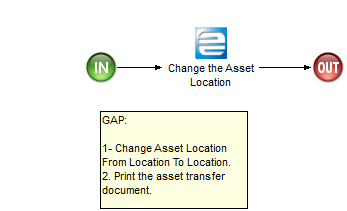 IN
Change the Asset
Location
OUT
GAP:
1- Change Asset Location
From Location To Location.
2. Print the asset transfer
document.